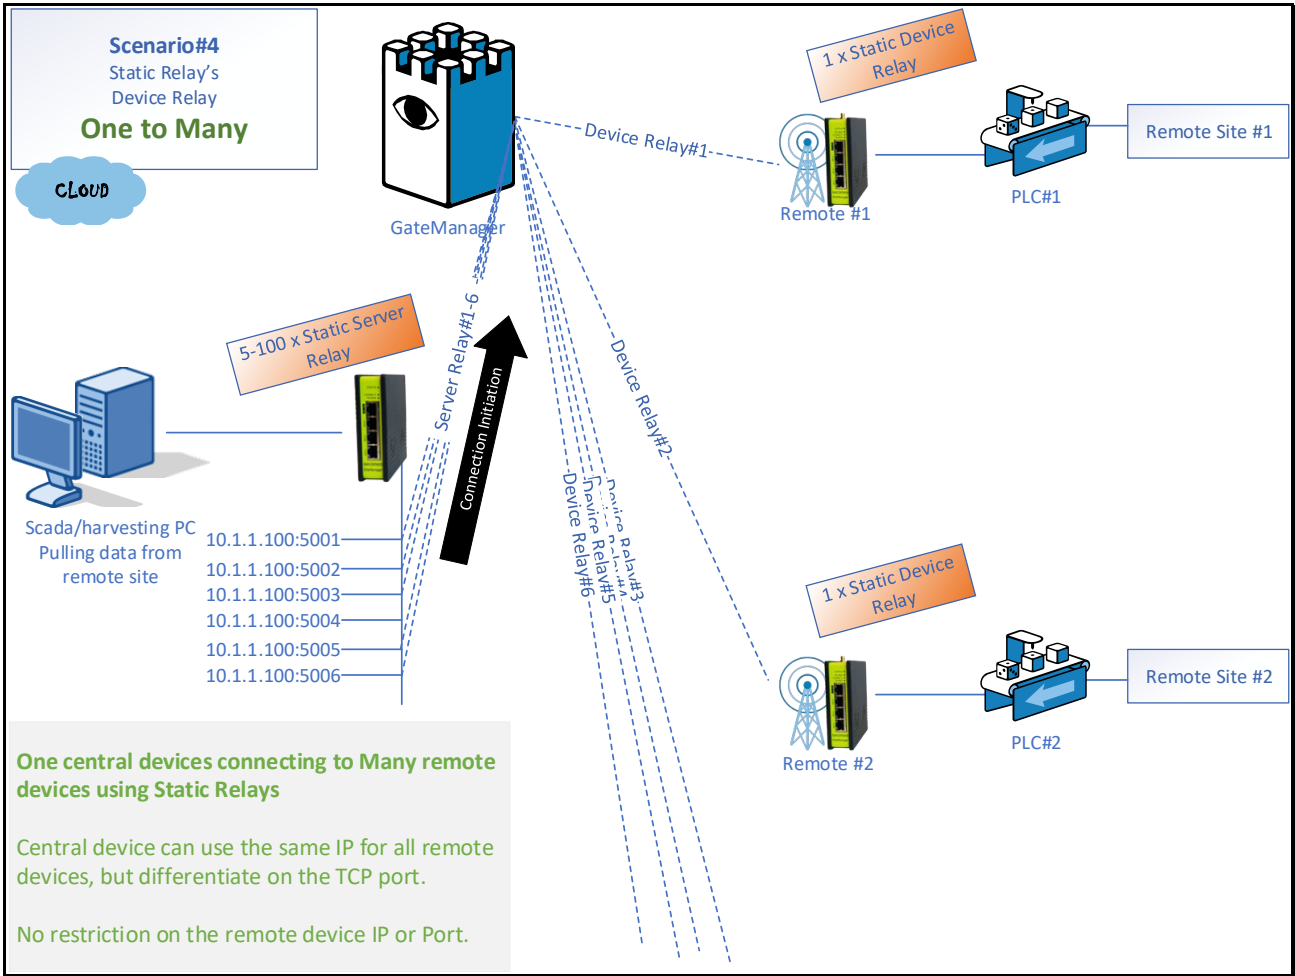 Scenario#4
Static Relay's
Device Relay
One to Many
CLOUD
GateManager
Device Relay#1
1 x Static Device
Relay
Remote #1
PLC#1
Remote Site #1
5-100 x Static Server
Relay
Server Relay#1-6
Connection Initiation
Device Relay#2
Device Relay#3
Device Relay#4
Device Relay#5
Device Relay#6
Scada/harvesting PC
Pulling data from
remote site
10.1.1.100:5001
10.1.1.100:5002
10.1.1.100:5003
10.1.1.100:5004
10.1.1.100:5005
10.1.1.100:5006
1 x Static Device
Relay
Remote #2
PLC#2
Remote Site #2
One central devices connecting to Many remote
devices using Static Relays
Central device can use the same IP for all remote
devices, but differentiate on the TCP port.
No restriction on the remote device IP or Port.